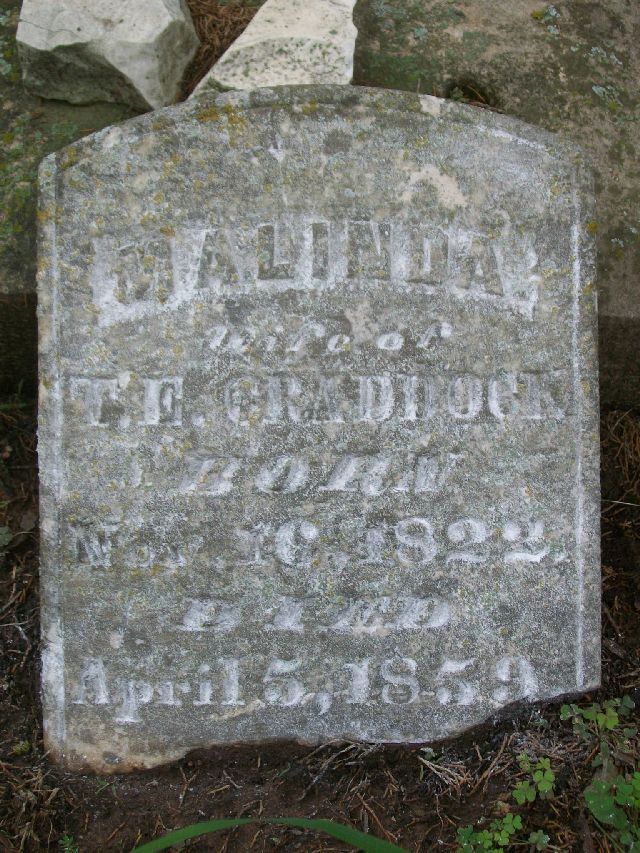 MALINDA,
wife of
T. E. CRADDOCK
BORN
Nov. 16, 1822.
DIED
April 5, 1859